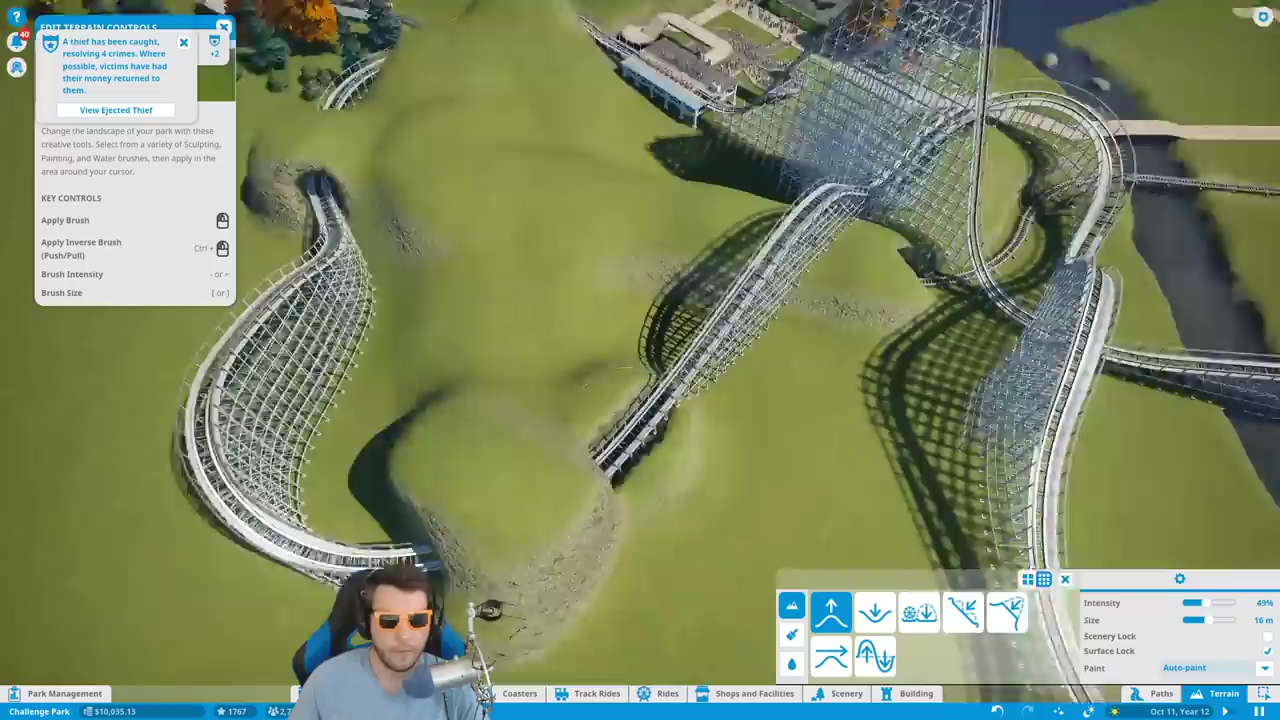 EDIT TERRAIN CONTROLS
40
A thief has been caught,
resolving 4 crimes. Where
possible, victims have had
their money returned to
them.
+2
View Ejected Thief
Change the landscape of your park with these
creative tools. Select from a variety of Sculpting,
Painting, and Water brushes, then apply in the
area around your cursor.
KEY CONTROLS
Apply Brush
Apply Inverse Brush
(Push/Pull)
Ctrl +
Brush Intensity
- or =
Brush Size
[ or ]
Intensity 49%
Size 16 m
Scenery Lock
Surface Lock
Paint Auto-paint
Park Management
Coasters
Track Rides
Rides
Shops and Facilities
Scenery
Building
Paths
Terrain
Challenge Park
$10,035.13
1767
Oct 11, Year 12